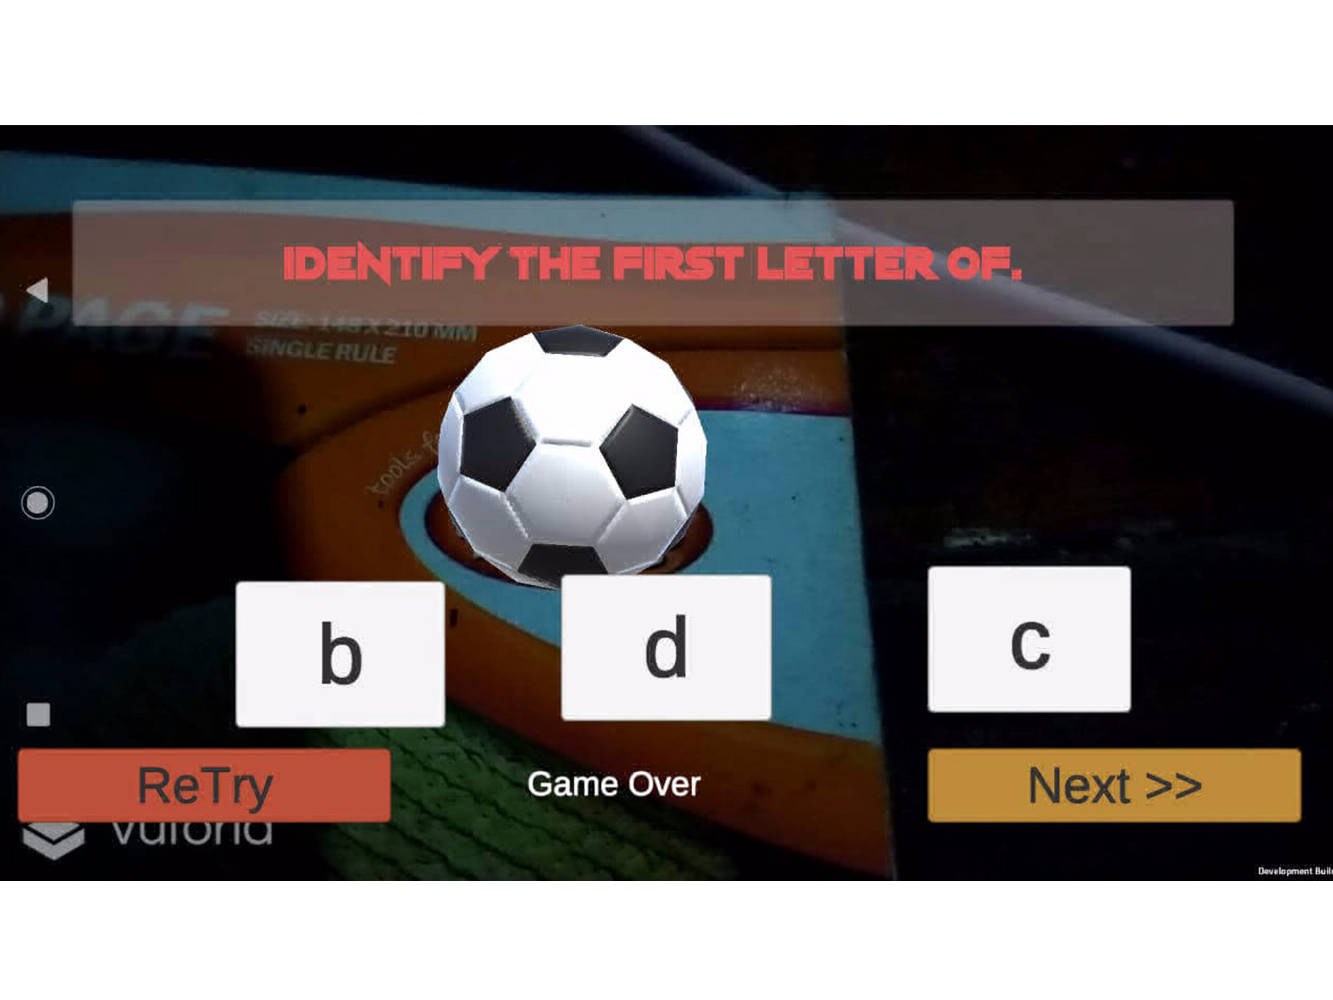 IDENTIFY THE FIRST LETTER OF.
PAGE
SIZE: 148 X 210 MM
SINGLE RULE
tools
b
d
c
ReTry
Game Over
Next >>
vuforia
Development